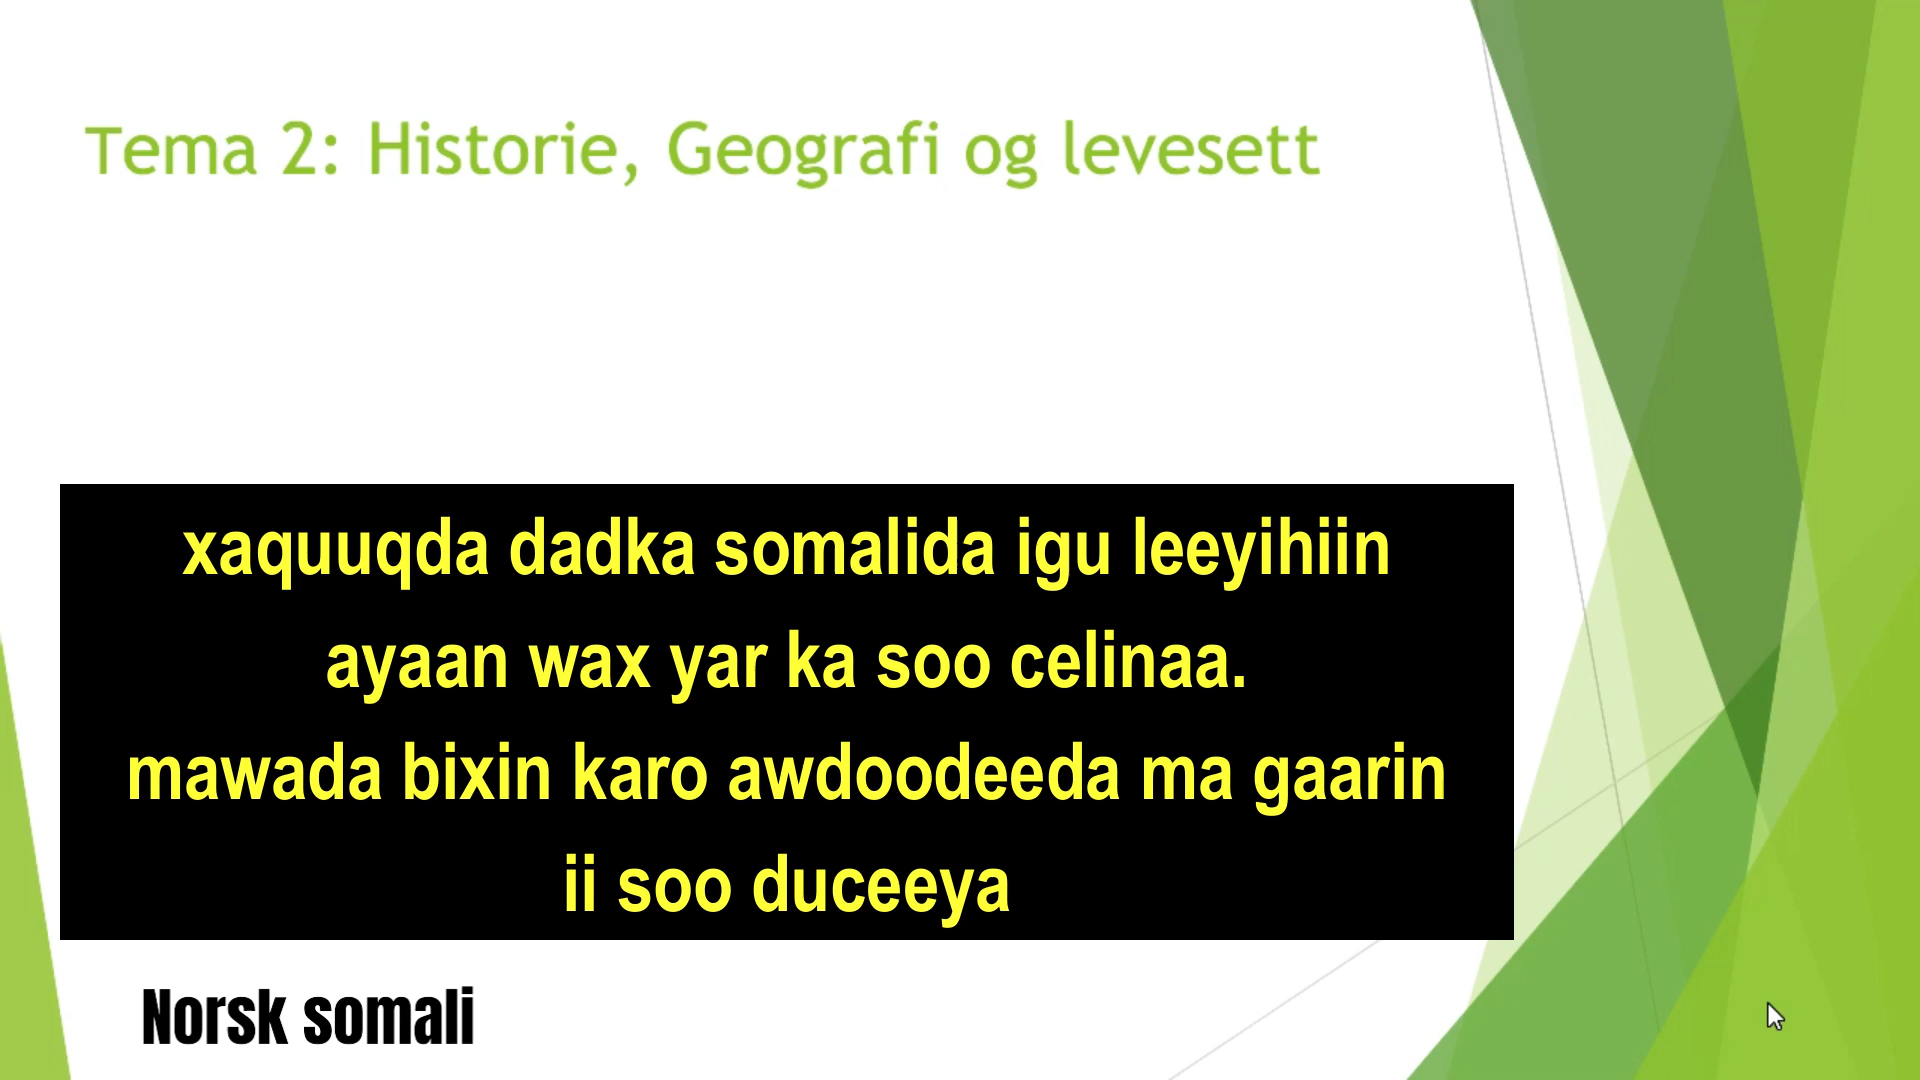 Tema 2: Historie, Geografi og levesett
xaquuqda dadka somalida igu leeyihiin
ayaan wax yar ka soo celinaa.
mawada bixin karo awdoodeeda ma gaarin
ii soo duceeya
Norsk somali